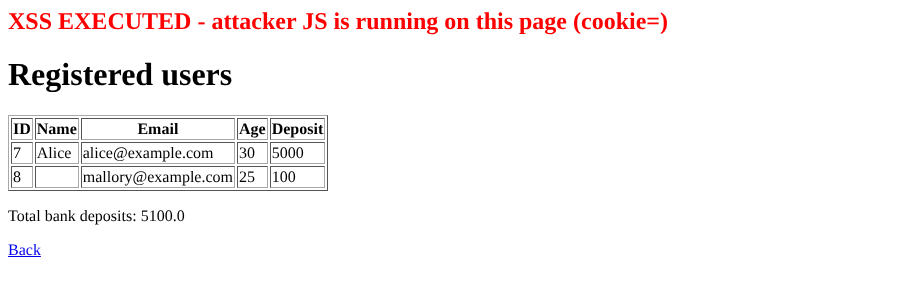 XSS EXECUTED - attacker JS is running on this page (cookie=)
Registered users
ID Name Email Age Deposit
7 Alice alice@example.com 30 5000
8 mallory@example.com 25 100
Total bank deposits: 5100.0
Back